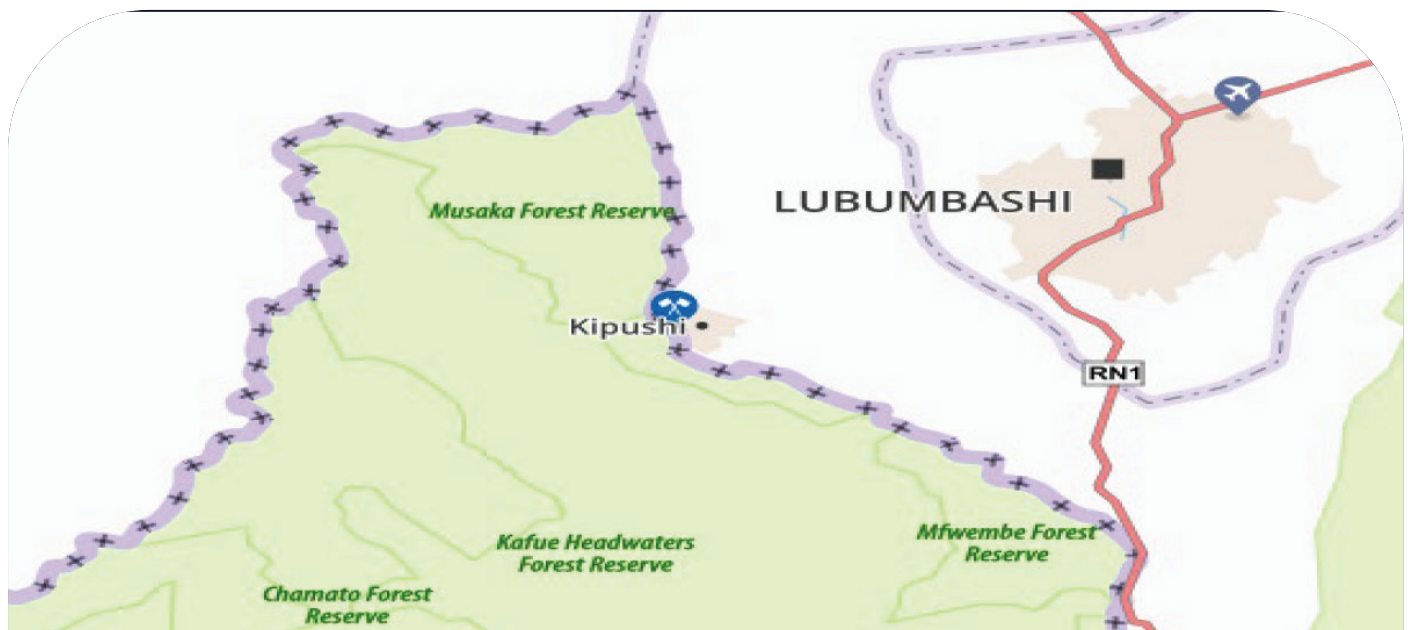 Musaka Forest Reserve
LUBUMBASHI
Kipushi
RN1
Kafue Headwaters
Forest Reserve
Mfwembe Forest
Reserve
Chamato Forest
Reserve